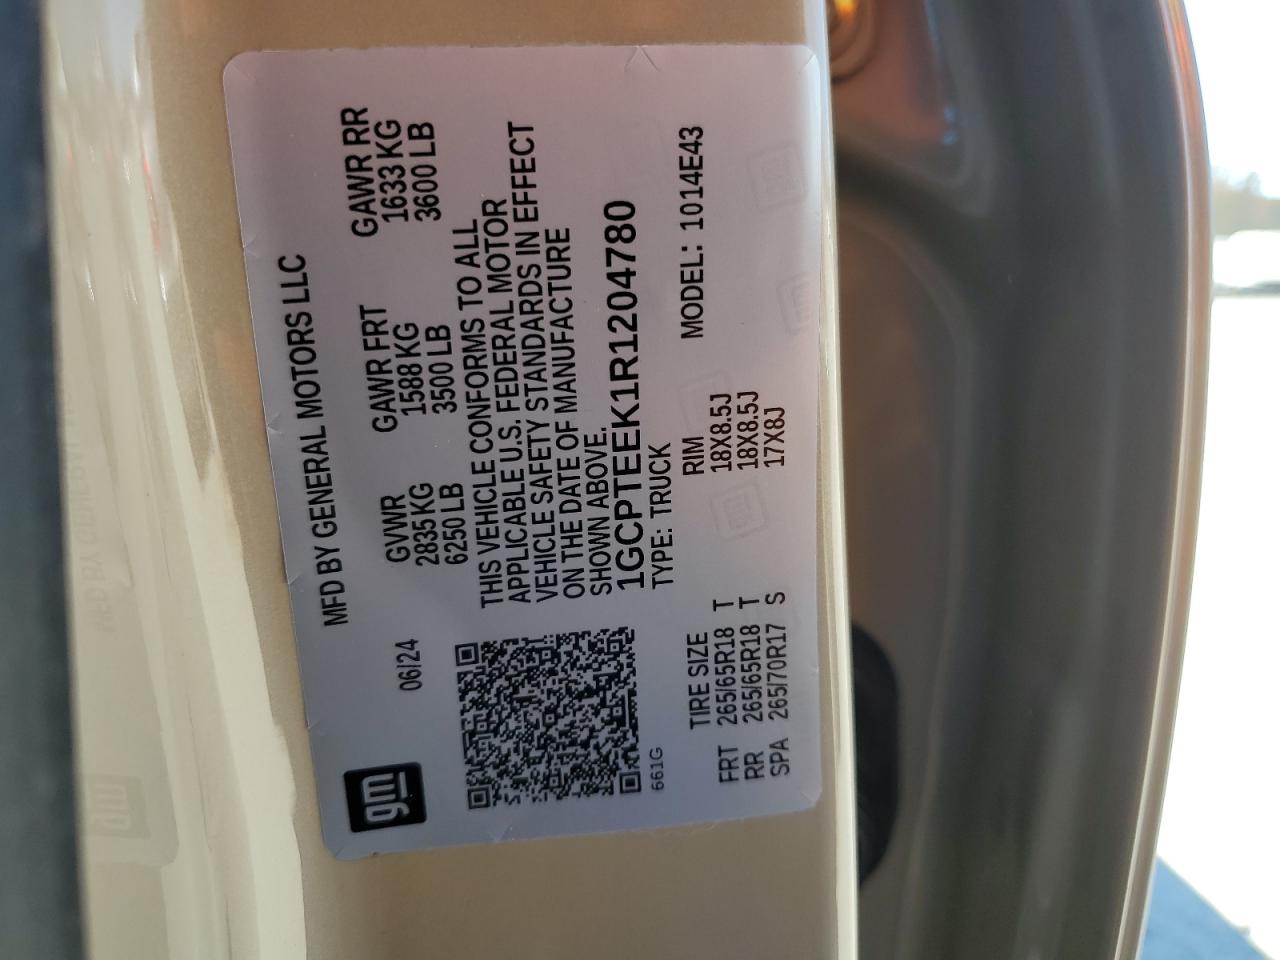 MFD BY GENERAL MOTORS LLC
06/24
GVWR GAWR FRT GAWR RR
2835 KG 1588 KG 1633 KG
6250 LB 3500 LB 3600 LB
THIS VEHICLE CONFORMS TO ALL
APPLICABLE U.S. FEDERAL MOTOR
VEHICLE SAFETY STANDARDS IN EFFECT
ON THE DATE OF MANUFACTURE
SHOWN ABOVE.
1GCPTEEK1R1204780
TYPE: TRUCK
661G
gm
TIRE SIZE RIM MODEL: 1014E43
FRT 265/65R18 T 18X8.5J
RR 265/65R18 T 18X8.5J
SPA 265/70R17 S 17X8J